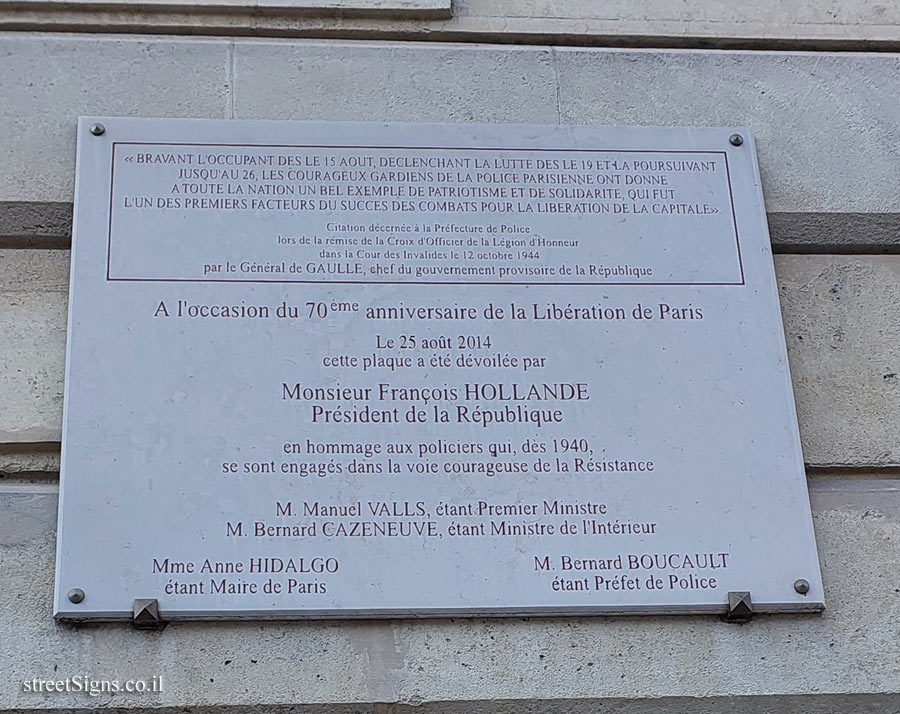 « BRAVANT L'OCCUPANT DES LE 15 AOUT, DECLENCHANT LA LUTTE DES LE 19 ET LA POURSUIVANT
JUSQU'AU 26, LES COURAGEUX GARDIENS DE LA POLICE PARISIENNE ONT DONNE
A TOUTE LA NATION UN BEL EXEMPLE DE PATRIOTISME ET DE SOLIDARITE, QUI FUT
L'UN DES PREMIERS FACTEURS DU SUCCES DES COMBATS POUR LA LIBERATION DE LA CAPITALE».
Citation décernée à la Préfecture de Police
lors de la remise de la Croix d'Officier de la Légion d'Honneur
dans la Cour des Invalides le 12 octobre 1944
par le Général de GAULLE, chef du gouvernement provisoire de la République
A l'occasion du 70ème anniversaire de la Libération de Paris
Le 25 août 2014
cette plaque a été dévoilée par
Monsieur François HOLLANDE
Président de la République
en hommage aux policiers qui, dès 1940,
se sont engagés dans la voie courageuse de la Résistance
M. Manuel VALLS, étant Premier Ministre
M. Bernard CAZENEUVE, étant Ministre de l'Intérieur
Mme Anne HIDALGO
étant Maire de Paris
M. Bernard BOUCAULT
étant Préfet de Police
streetSigns.co.il